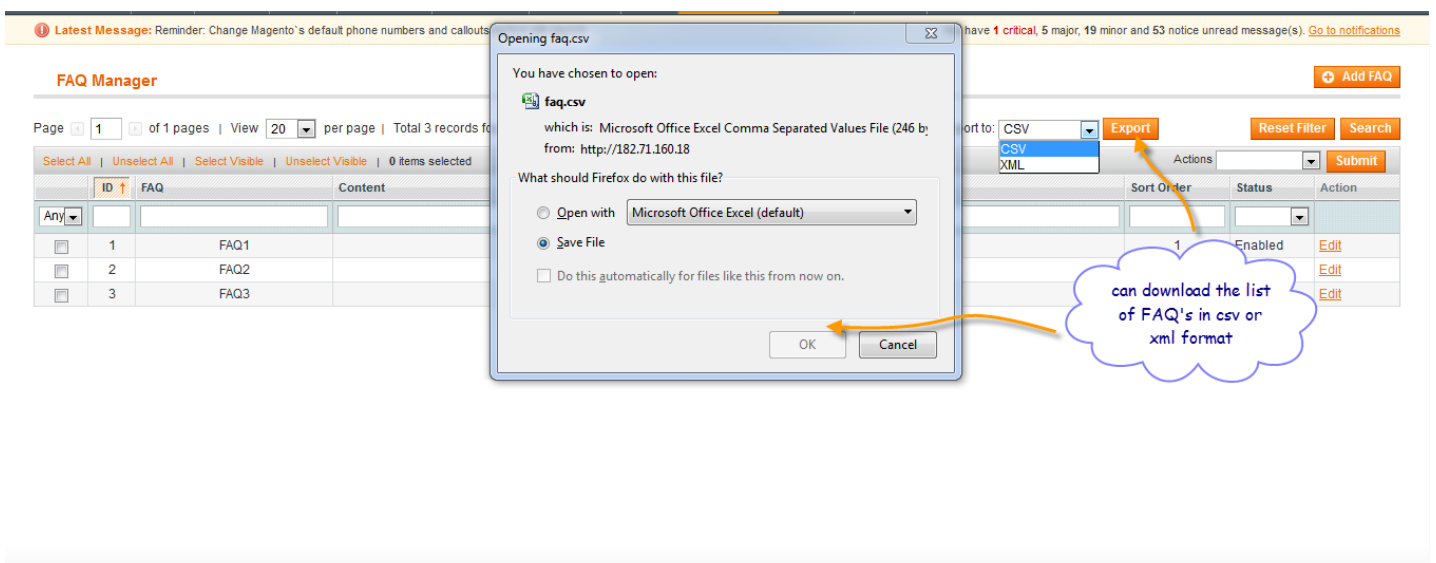 Latest Message: Reminder: Change Magento`s default phone numbers and callouts
have 1 critical, 5 major, 19 minor and 53 notice unread message(s). Go to notifications
Opening faq.csv
FAQ Manager
Add FAQ
You have chosen to open:
faq.csv
which is: Microsoft Office Excel Comma Separated Values File (246 
from: http://182.71.160.18
Page 1 of 1 pages | View 20 per page | Total 3 records
to: CSV Export Reset Filter Search
CSV
XML
Select All | Unselect All | Select Visible | Unselect Visible | 0 items selected
Actions Submit
What should Firefox do with this file?
ID ↑ FAQ Content Sort Order Status Action
Any
Open with Microsoft Office Excel (default)
Save File
Do this automatically for files like this from now on.
1 FAQ1 1 Enabled Edit
2 FAQ2 Edit
3 FAQ3 Edit
can download the list
of FAQ's in csv or
xml format
OK Cancel